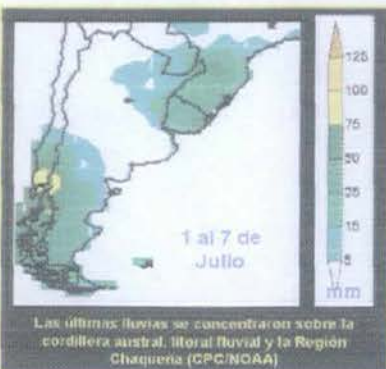 125
100
75
50
25
15
5
mm
1 al 7 de
Julio
Las últimas lluvias se concentraron sobre la
cordillera austral, litoral fluvial y la Región
Chaqueña (CPC/NOAA)